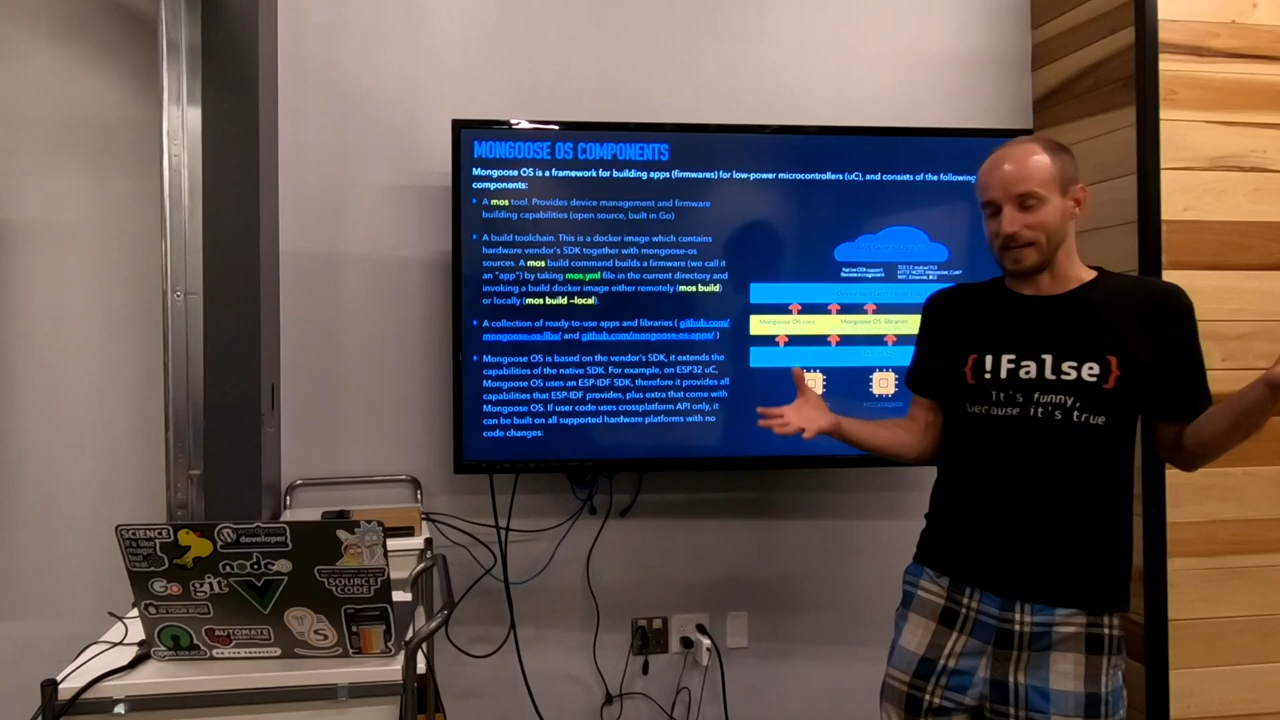 MONGOOSE OS COMPONENTS
Mongoose OS is a framework for building apps (firmwares) for low-power microcontrollers (uC), and consists of the following
components:
A mos tool. Provides device management and firmware
building capabilities (open source, built in Go)
A build toolchain. This is a docker image which contains
hardware vendor's SDK together with mongoose-os
sources. A mos build command builds a firmware (we call it
an "app") by taking mos.yml file in the current directory and
invoking a build docker image either remotely (mos build)
or locally (mos build --local).
A collection of ready-to-use apps and libraries ( github.com/
mongoose-os-libs/ and github.com/mongoose-os-apps/ )
Mongoose OS is based on the vendor's SDK, it extends the
capabilities of the native SDK. For example, on ESP32 uC,
Mongoose OS uses an ESP-IDF SDK, therefore it provides all
capabilities that ESP-IDF provides, plus extra that come with
Mongoose OS. If user code uses crossplatform API only, it
can be built on all supported hardware platforms with no
code changes:
Mongoose OS core
Mongoose OS libraries
{!False}
It's funny,
because it's true
SCIENCE
it's like
magic
but real
wordpress
developer
node
Go
git
SOURCE
CODE
IN YOUR BUGS
open source
AUTOMATE
EVERYTHING
GO FOR YOURSELF
S